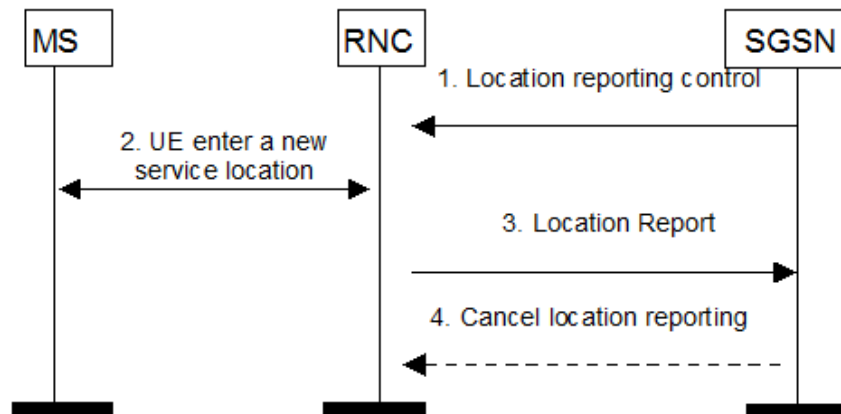 MS
RNC
SGSN
1. Location reporting control
2. UE enter a new
service location
3. Location Report
4. Cancel location reporting